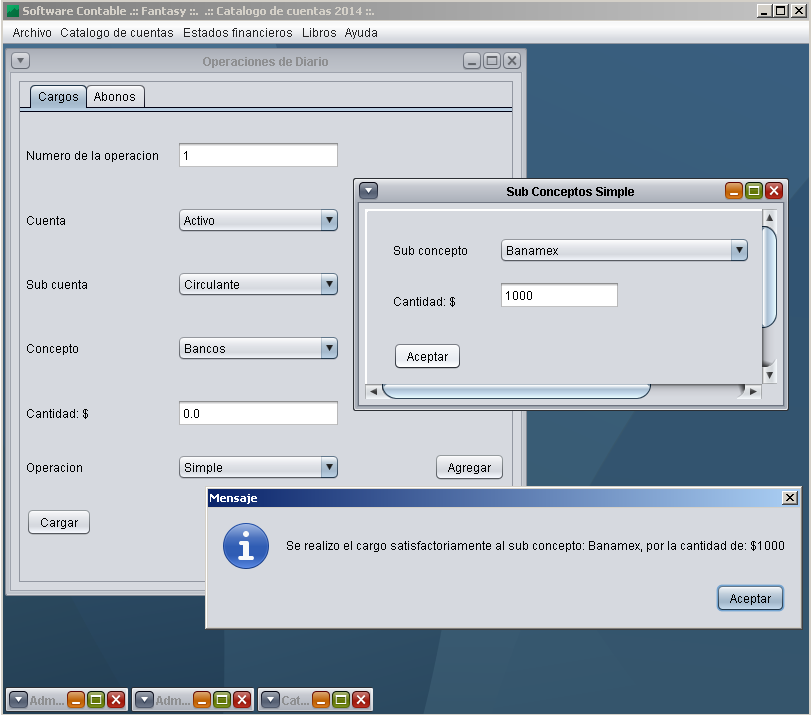 Software Contable .:: Fantasy ::. .:: Catalogo de cuentas 2014 ::.
Archivo Catalogo de cuentas Estados financieros Libros Ayuda
Operaciones de Diario
Cargos Abonos
Numero de la operacion 1
Cuenta Activo
Sub cuenta Circulante
Concepto Bancos
Cantidad: $ 0.0
Operacion Simple Agregar
Cargar
Sub Conceptos Simple
Sub concepto Banamex
Cantidad: $ 1000
Aceptar
Mensaje
Se realizo el cargo satisfactoriamente al sub concepto: Banamex, por la cantidad de: $1000
Aceptar
Adm... Adm... Cat...